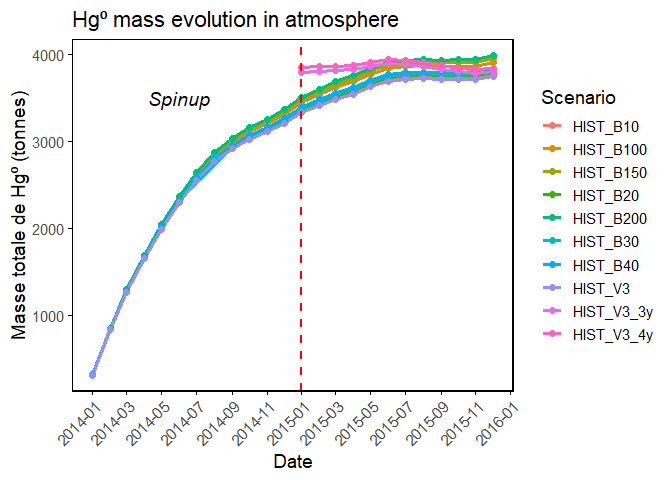 Hgº mass evolution in atmosphere
Masse totale de Hgº (tonnes)
4000
3000
2000
1000
Spinup
2014-01
2014-03
2014-05
2014-07
2014-09
2014-11
2015-01
2015-03
2015-05
2015-07
2015-09
2015-11
2016-01
Date
Scenario
HIST_B10
HIST_B100
HIST_B150
HIST_B20
HIST_B200
HIST_B30
HIST_B40
HIST_V3
HIST_V3_3y
HIST_V3_4y